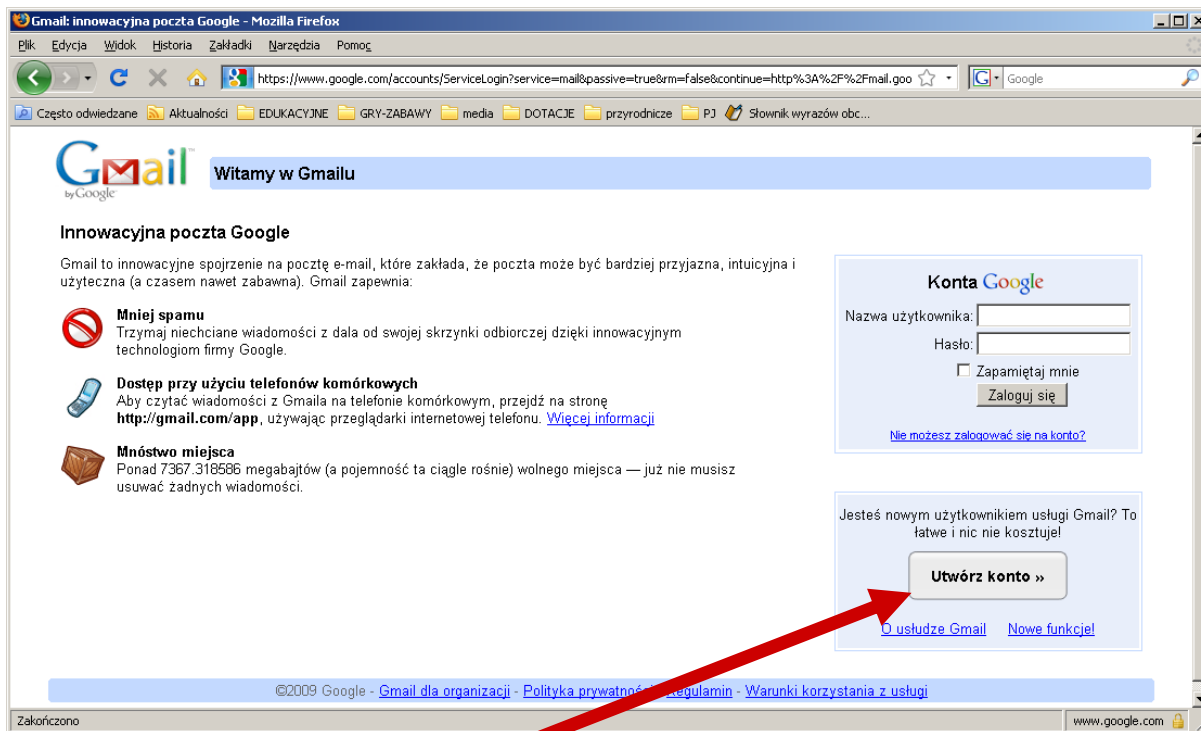 Gmail: innowacyjna poczta Google - Mozilla Firefox
Plik Edycja Widok Historia Zakładki Narzędzia Pomoc
https://www.google.com/accounts/ServiceLogin?service=mail&passive=true&rm=false&continue=http%3A%2F%2Fmail.goo
G Google
Często odwiedzane Aktualności EDUKACYJNE GRY-ZABAWY media DOTACJE przyrodnicze PJ Słownik wyrazów obc...
Gmail™
by Google
Witamy w Gmailu
Innowacyjna poczta Google
Gmail to innowacyjne spojrzenie na pocztę e-mail, które zakłada, że poczta może być bardziej przyjazna, intuicyjna i
użyteczna (a czasem nawet zabawna). Gmail zapewnia:
Mniej spamu
Trzymaj niechciane wiadomości z dala od swojej skrzynki odbiorczej dzięki innowacyjnym
technologiom firmy Google.
Dostęp przy użyciu telefonów komórkowych
Aby czytać wiadomości z Gmaila na telefonie komórkowym, przejdź na stronę
http://gmail.com/app, używając przeglądarki internetowej telefonu. Więcej informacji
Mnóstwo miejsca
Ponad 7367.318586 megabajtów (a pojemność ta ciągle rośnie) wolnego miejsca — już nie musisz
usuwać żadnych wiadomości.
Konta Google
Nazwa użytkownika:
Hasło:
Zapamiętaj mnie
Zaloguj się
Nie możesz zalogować się na konto?
Jesteś nowym użytkownikiem usługi Gmail? To
łatwe i nic nie kosztuje!
Utwórz konto »
O usłudze Gmail Nowe funkcje!
©2009 Google - Gmail dla organizacji - Polityka prywatności - Regulamin - Warunki korzystania z usługi
Zakończono
www.google.com